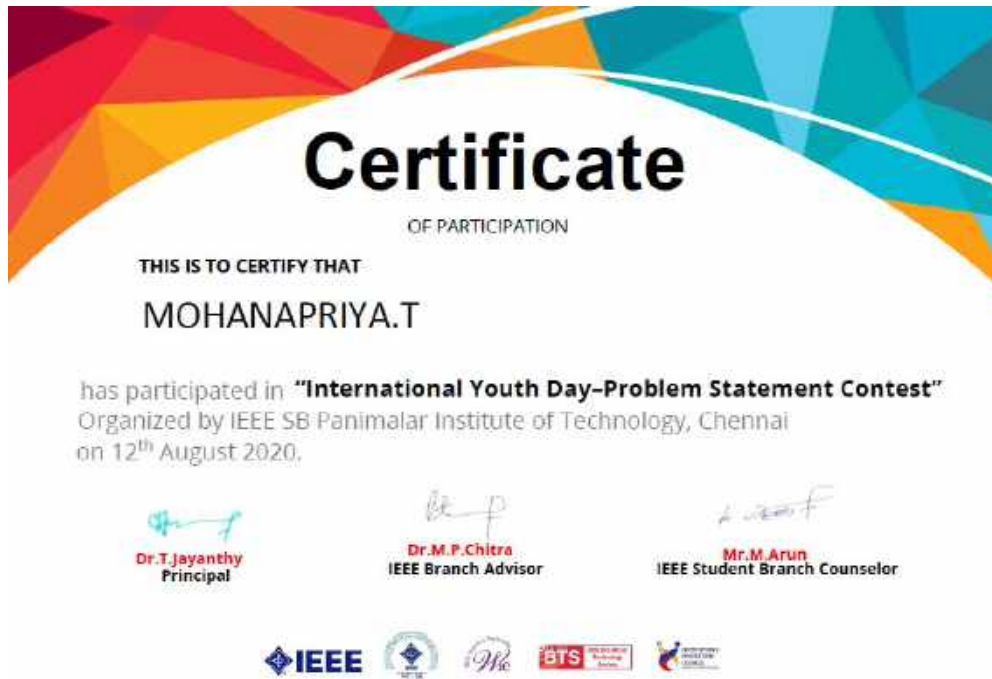 Certificate
OF PARTICIPATION
THIS IS TO CERTIFY THAT
MOHANAPRIYA.T
has participated in “International Youth Day–Problem Statement Contest”
Organized by IEEE SB Panimalar Institute of Technology, Chennai
on 12th August 2020.
Dr.T.Jayanthy
Principal
Dr.M.P.Chitra
IEEE Branch Advisor
Mr.M.Arun
IEEE Student Branch Counselor
IEEE
BTS